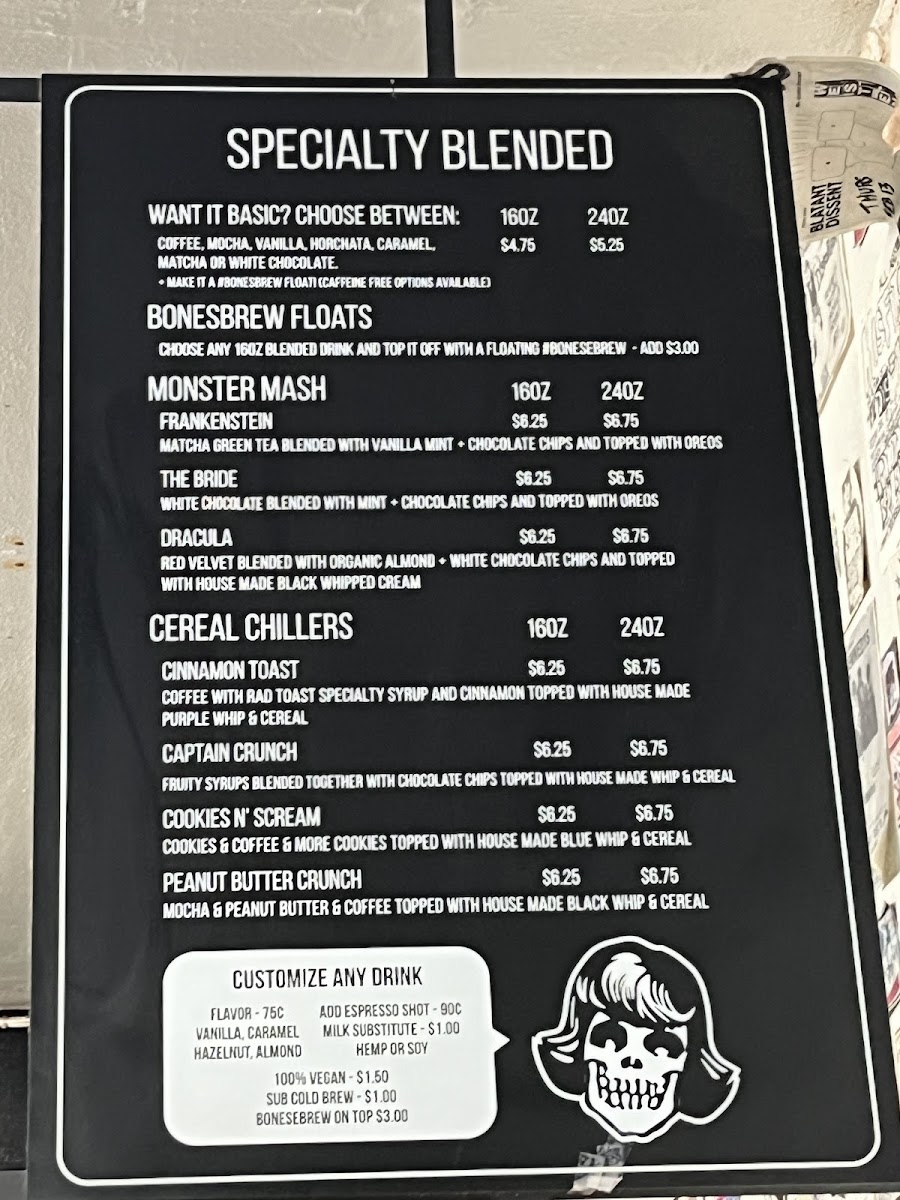 SPECIALTY BLENDED
WANT IT BASIC? CHOOSE BETWEEN: 16OZ 24OZ
COFFEE, MOCHA, VANILLA, HORCHATA, CARAMEL, $4.75 $5.25
MATCHA OR WHITE CHOCOLATE.
+ MAKE IT A #BONESBREW FLOAT! (CAFFEINE FREE OPTIONS AVAILABLE)
BONESBREW FLOATS
CHOOSE ANY 16OZ BLENDED DRINK AND TOP IT OFF WITH A FLOATING #BONESEBREW - ADD $3.00
MONSTER MASH 16OZ 24OZ
FRANKENSTEIN $6.25 $6.75
MATCHA GREEN TEA BLENDED WITH VANILLA MINT + CHOCOLATE CHIPS AND TOPPED WITH OREOS
THE BRIDE $6.25 $6.75
WHITE CHOCOLATE BLENDED WITH MINT + CHOCOLATE CHIPS AND TOPPED WITH OREOS
DRACULA $6.25 $6.75
RED VELVET BLENDED WITH ORGANIC ALMOND + WHITE CHOCOLATE CHIPS AND TOPPED
WITH HOUSE MADE BLACK WHIPPED CREAM
CEREAL CHILLERS 16OZ 24OZ
CINNAMON TOAST $6.25 $6.75
COFFEE WITH RAD TOAST SPECIALTY SYRUP AND CINNAMON TOPPED WITH HOUSE MADE
PURPLE WHIP & CEREAL
CAPTAIN CRUNCH $6.25 $6.75
FRUITY SYRUPS BLENDED TOGETHER WITH CHOCOLATE CHIPS TOPPED WITH HOUSE MADE WHIP & CEREAL
COOKIES N' SCREAM $6.25 $6.75
COOKIES & COFFEE & MORE COOKIES TOPPED WITH HOUSE MADE BLUE WHIP & CEREAL
PEANUT BUTTER CRUNCH $6.25 $6.75
MOCHA & PEANUT BUTTER & COFFEE TOPPED WITH HOUSE MADE BLACK WHIP & CEREAL
CUSTOMIZE ANY DRINK
FLAVOR - 75C
VANILLA, CARAMEL
HAZELNUT, ALMOND
ADD ESPRESSO SHOT - 90C
MILK SUBSTITUTE - $1.00
HEMP OR SOY
100% VEGAN - $1.50
SUB COLD BREW - $1.00
BONESEBREW ON TOP $3.00
BLATANT
DISSENT
THURS